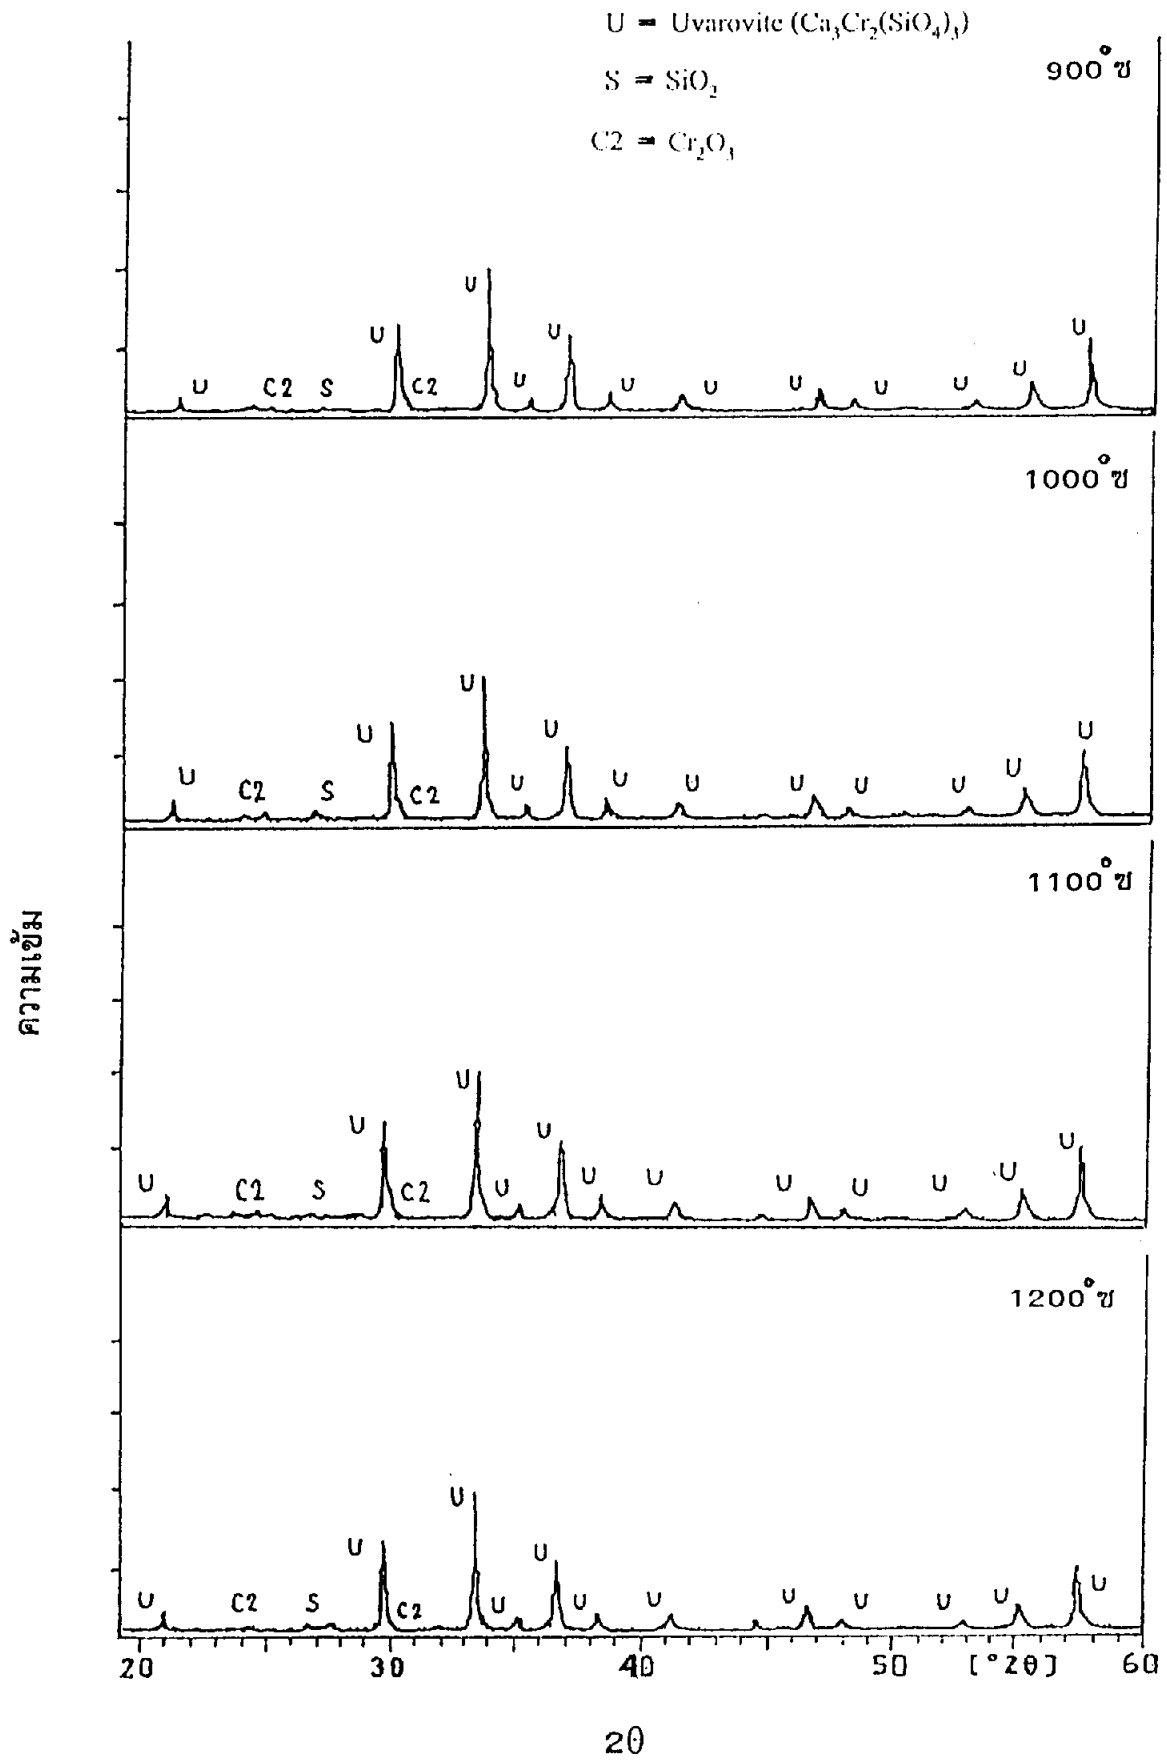 U = Uvarovite (Ca₃Cr₂(SiO₄)₃)
S = SiO₂
C2 = Cr₂O₃
900°ซ
U C2 S U C2 U U U U U U U U U U
1000°ซ
U C2 S U C2 U U U U U U U U U U
1100°ซ
U C2 S U C2 U U U U U U U U U U
1200°ซ
U C2 S U C2 U U U U U U U U U U
20 30 40 50 [°2θ] 60
2θ
ความเข้ม